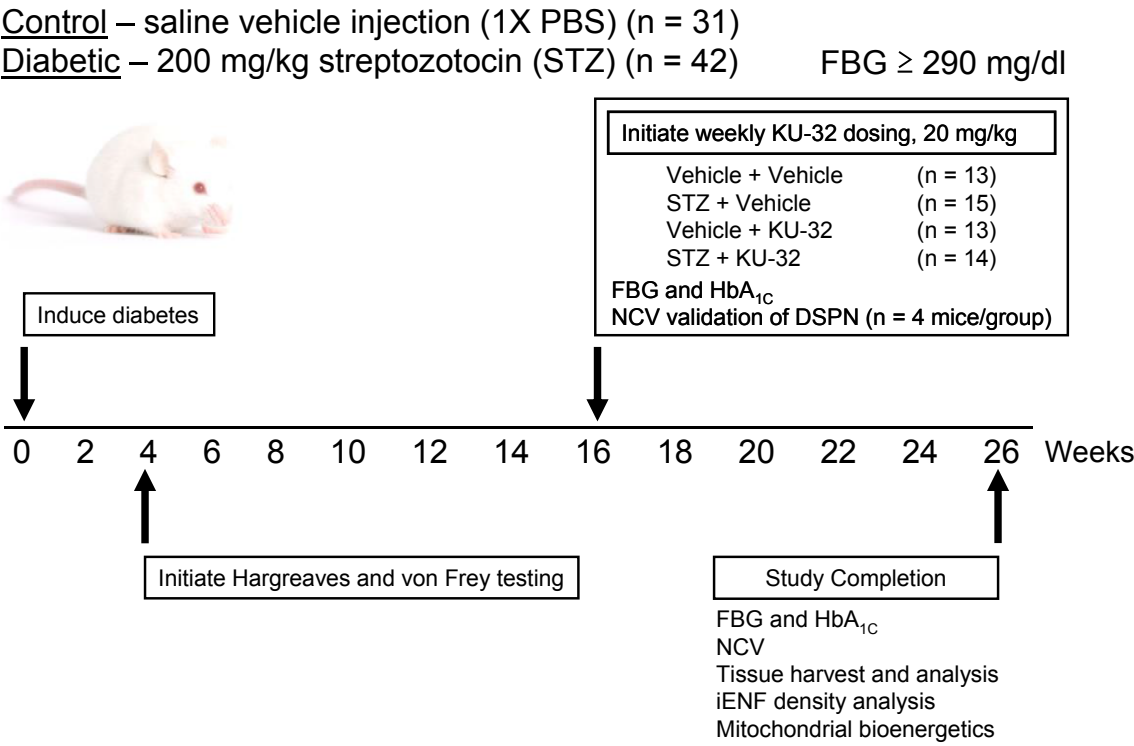 Control – saline vehicle injection (1X PBS) (n = 31)
Diabetic – 200 mg/kg streptozotocin (STZ) (n = 42) FBG ≥ 290 mg/dl
Initiate weekly KU-32 dosing, 20 mg/kg
Vehicle + Vehicle (n = 13)
STZ + Vehicle (n = 15)
Vehicle + KU-32 (n = 13)
STZ + KU-32 (n = 14)
FBG and HbA1C
NCV validation of DSPN (n = 4 mice/group)
Induce diabetes
0 2 4 6 8 10 12 14 16 18 20 22 24 26 Weeks
Initiate Hargreaves and von Frey testing
Study Completion
FBG and HbA1C
NCV
Tissue harvest and analysis
iENF density analysis
Mitochondrial bioenergetics